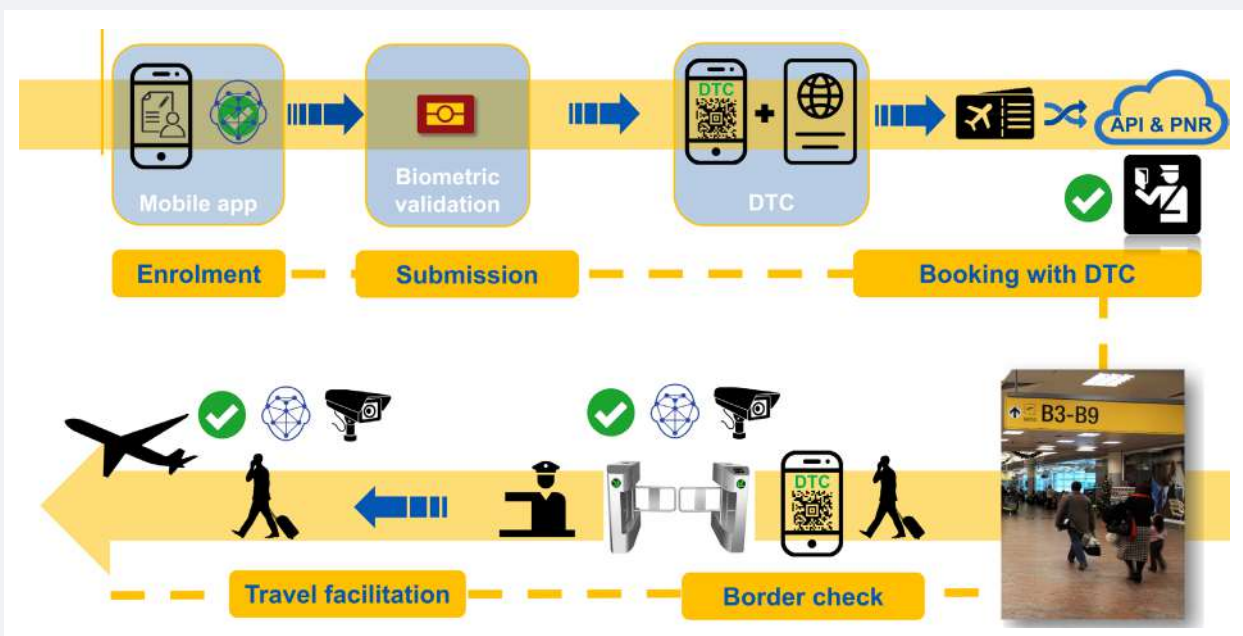 DTC
API & PNR
Mobile app
Biometric
validation
DTC
Enrolment
Submission
Booking with DTC
B3-B9
DTC
Travel facilitation
Border check